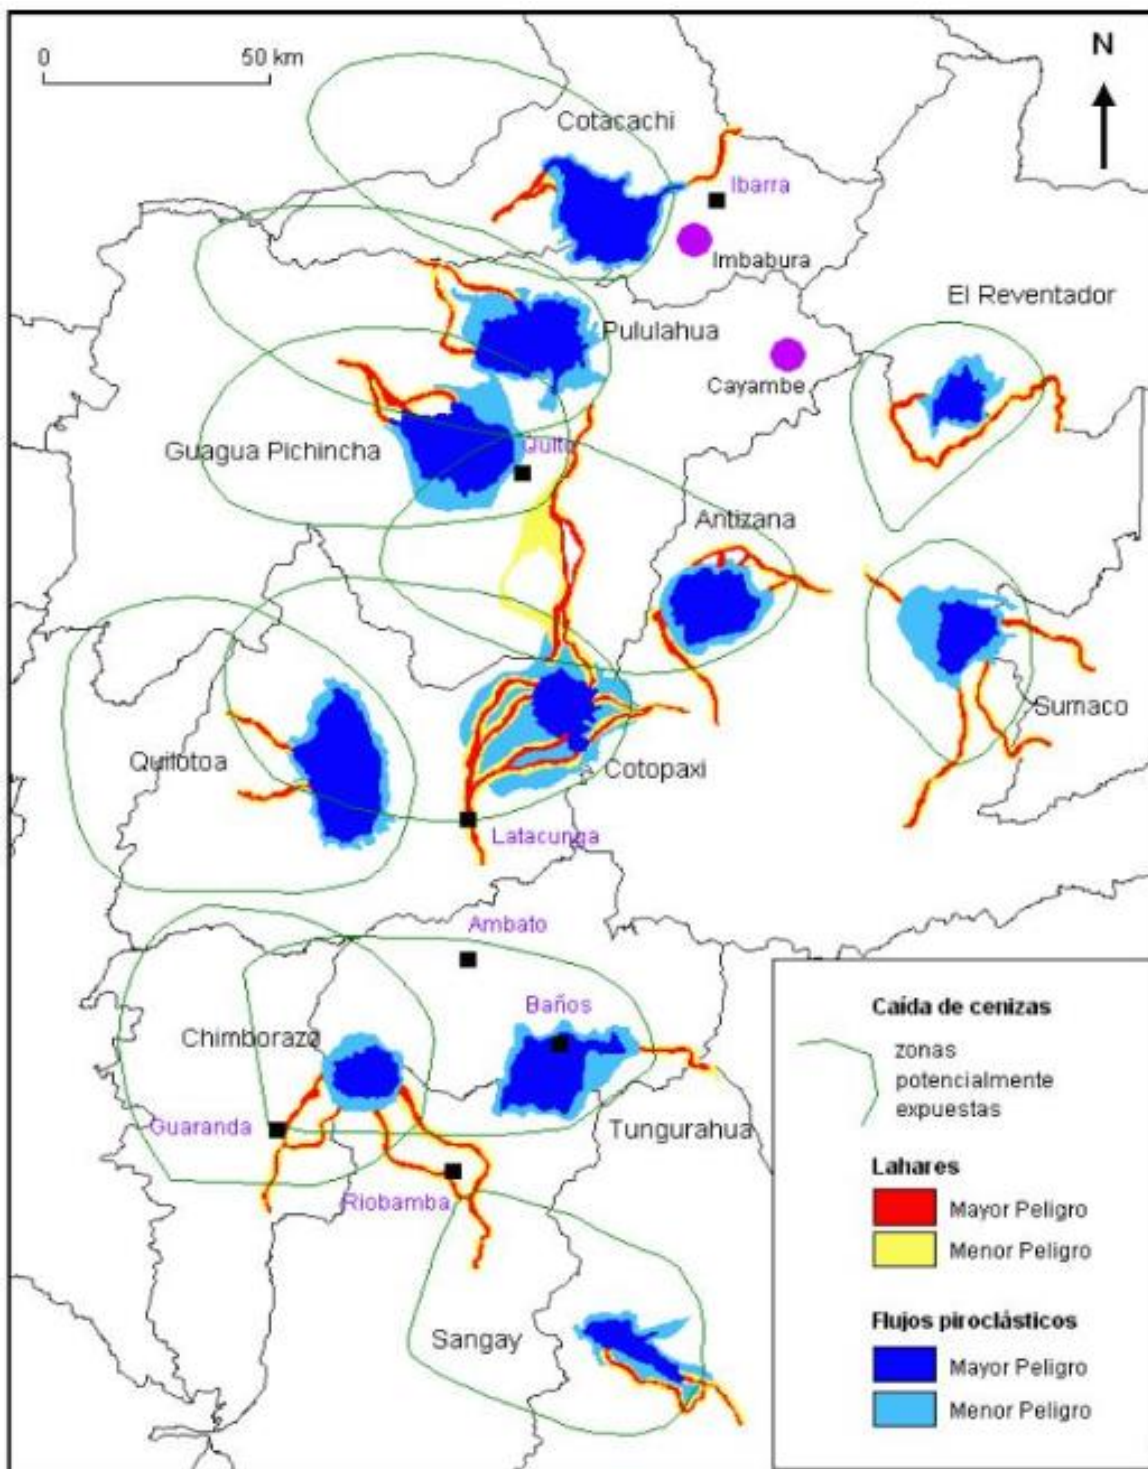 0
50 km
N
Cotacachi
Ibarra
Imbabura
El Reventador
Pululahua
Cayambe
Guagua Pichincha
Quito
Antizana
Sumaco
Quilotoa
Cotopaxi
Latacunga
Ambato
Baños
Chimborazo
Guaranda
Tungurahua
Riobamba
Sangay
Caída de cenizas
zonas
potencialmente
expuestas
Lahares
Mayor Peligro
Menor Peligro
Flujos piroclásticos
Mayor Peligro
Menor Peligro